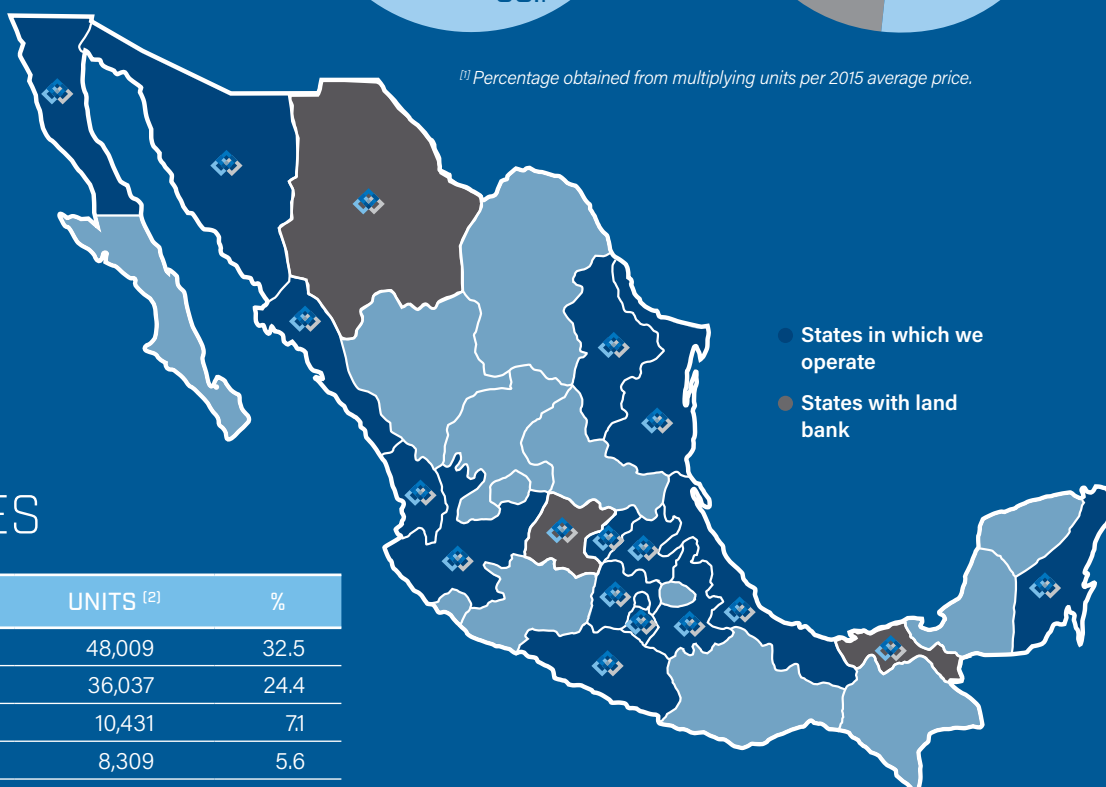 [1] Percentage obtained from multiplying units per 2015 average price.
States in which we
operate
States with land
bank
ES
UNITS [2] %
48,009 32.5
36,037 24.4
10,431 7.1
8,309 5.6